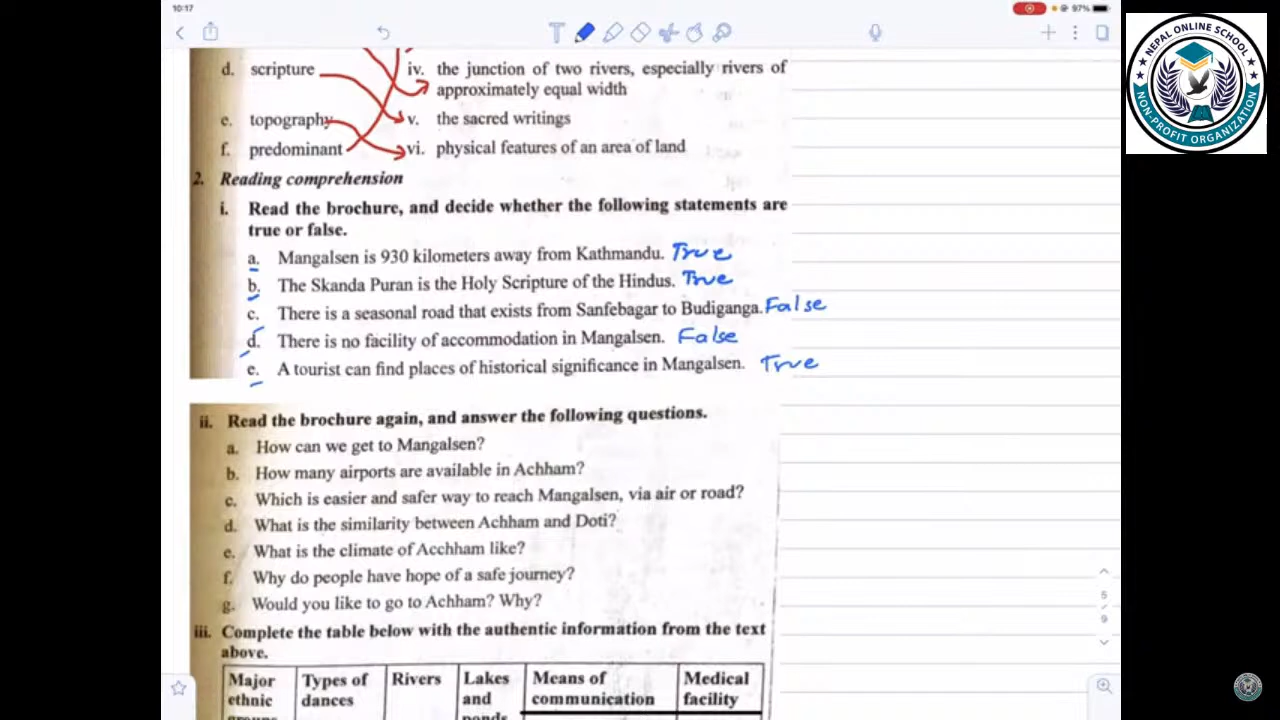 10:17
97%
NEPAL ONLINE SCHOOL
NON-PROFIT ORGANIZATION
d. scripture
iv. the junction of two rivers, especially rivers of
approximately equal width
e. topography
v. the sacred writings
f. predominant
vi. physical features of an area of land
2. Reading comprehension
i. Read the brochure, and decide whether the following statements are
true or false.
a. Mangalsen is 930 kilometers away from Kathmandu. True
b. The Skanda Puran is the Holy Scripture of the Hindus. True
c. There is a seasonal road that exists from Sanfebagar to Budiganga. False
d. There is no facility of accommodation in Mangalsen. False
e. A tourist can find places of historical significance in Mangalsen. True
ii. Read the brochure again, and answer the following questions.
a. How can we get to Mangalsen?
b. How many airports are available in Achham?
c. Which is easier and safer way to reach Mangalsen, via air or road?
d. What is the similarity between Achham and Doti?
e. What is the climate of Acchham like?
f. Why do people have hope of a safe journey?
g. Would you like to go to Achham? Why?
5
9
iii. Complete the table below with the authentic information from the text
above.
Major Types of Rivers Lakes Means of Medical
ethnic dances and communication facility
groups ponds